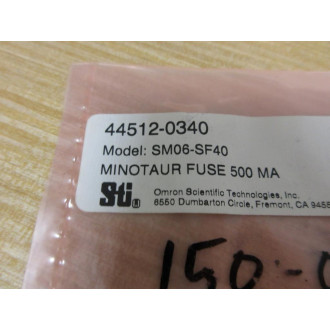 44512-0340
Model: SM06-SF40
MINOTAUR FUSE 500 MA
Sti® Omron Scientific Technologies, Inc.
6550 Dumbarton Circle, Fremont, CA
150-